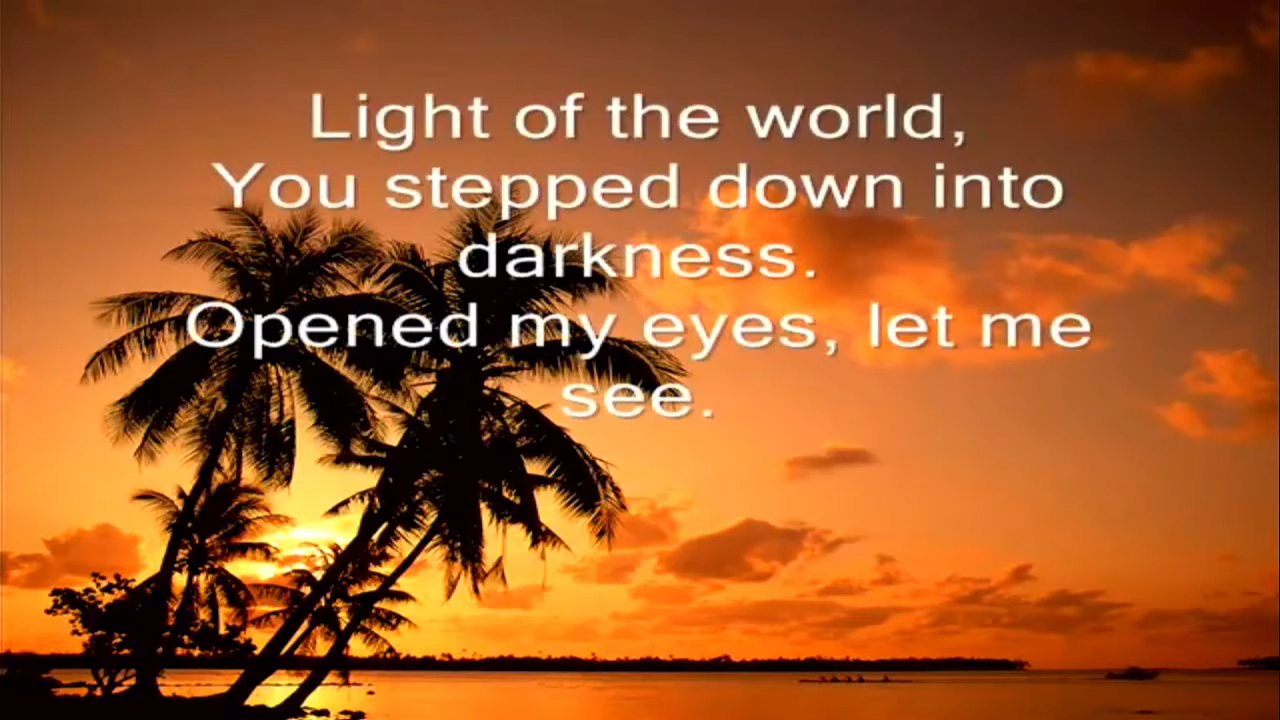 Light of the world,
You stepped down into
darkness.
Opened my eyes, let me
see.